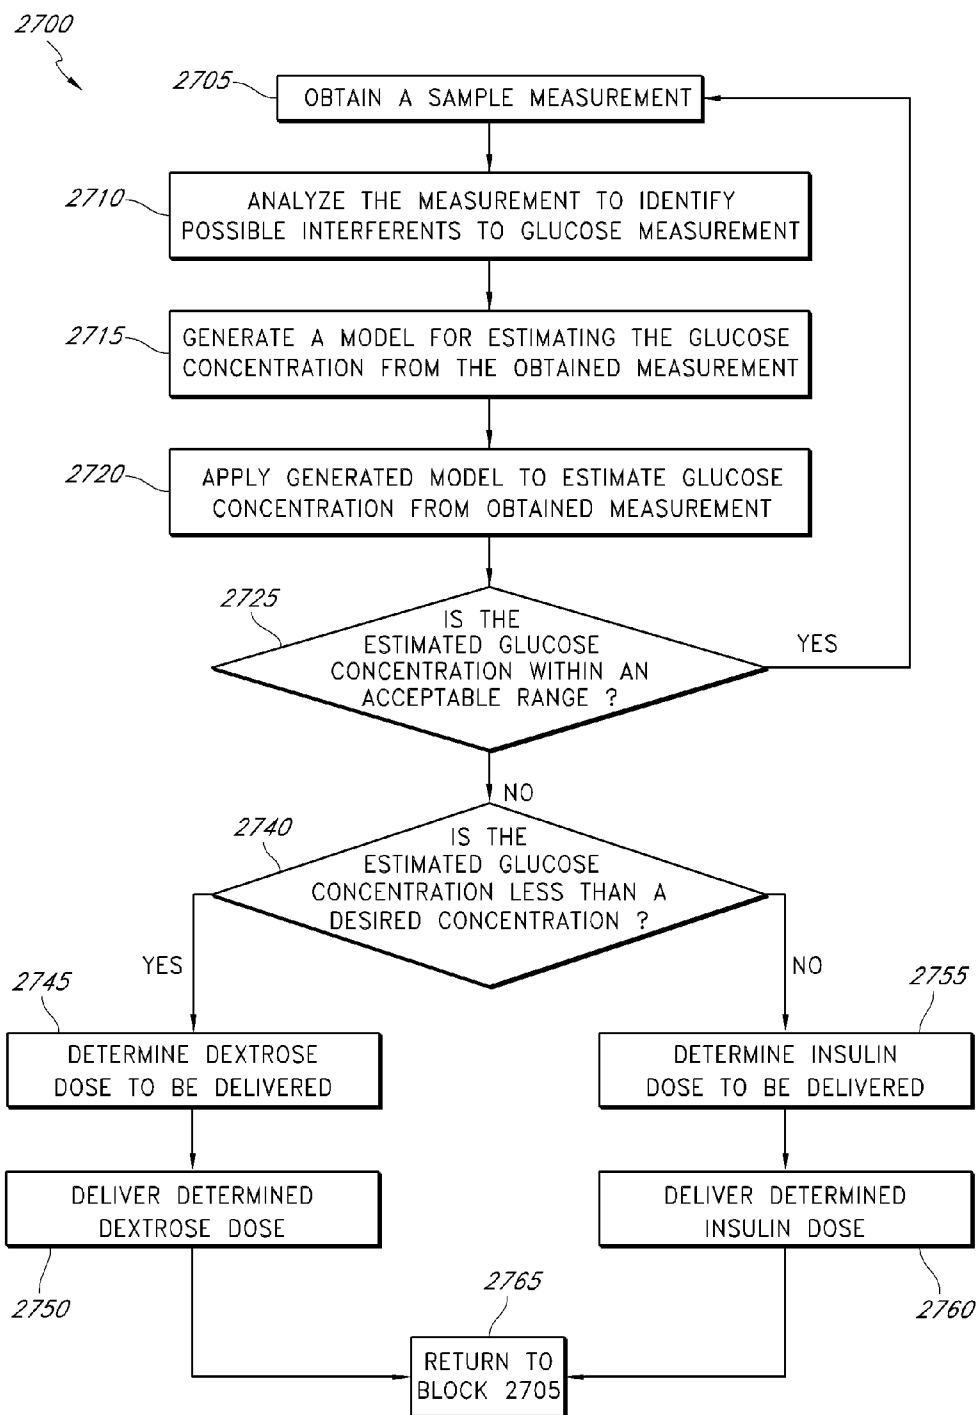 2700
2705
OBTAIN A SAMPLE MEASUREMENT
2710
ANALYZE THE MEASUREMENT TO IDENTIFY
POSSIBLE INTERFERENTS TO GLUCOSE MEASUREMENT
2715
GENERATE A MODEL FOR ESTIMATING THE GLUCOSE
CONCENTRATION FROM THE OBTAINED MEASUREMENT
2720
APPLY GENERATED MODEL TO ESTIMATE GLUCOSE
CONCENTRATION FROM OBTAINED MEASUREMENT
2725
IS THE
ESTIMATED GLUCOSE
CONCENTRATION WITHIN AN
ACCEPTABLE RANGE ?
YES
NO
2740
IS THE
ESTIMATED GLUCOSE
CONCENTRATION LESS THAN A
DESIRED CONCENTRATION ?
YES
NO
2745
DETERMINE DEXTROSE
DOSE TO BE DELIVERED
2755
DETERMINE INSULIN
DOSE TO BE DELIVERED
DELIVER DETERMINED
DEXTROSE DOSE
2750
DELIVER DETERMINED
INSULIN DOSE
2760
2765
RETURN TO
BLOCK 2705